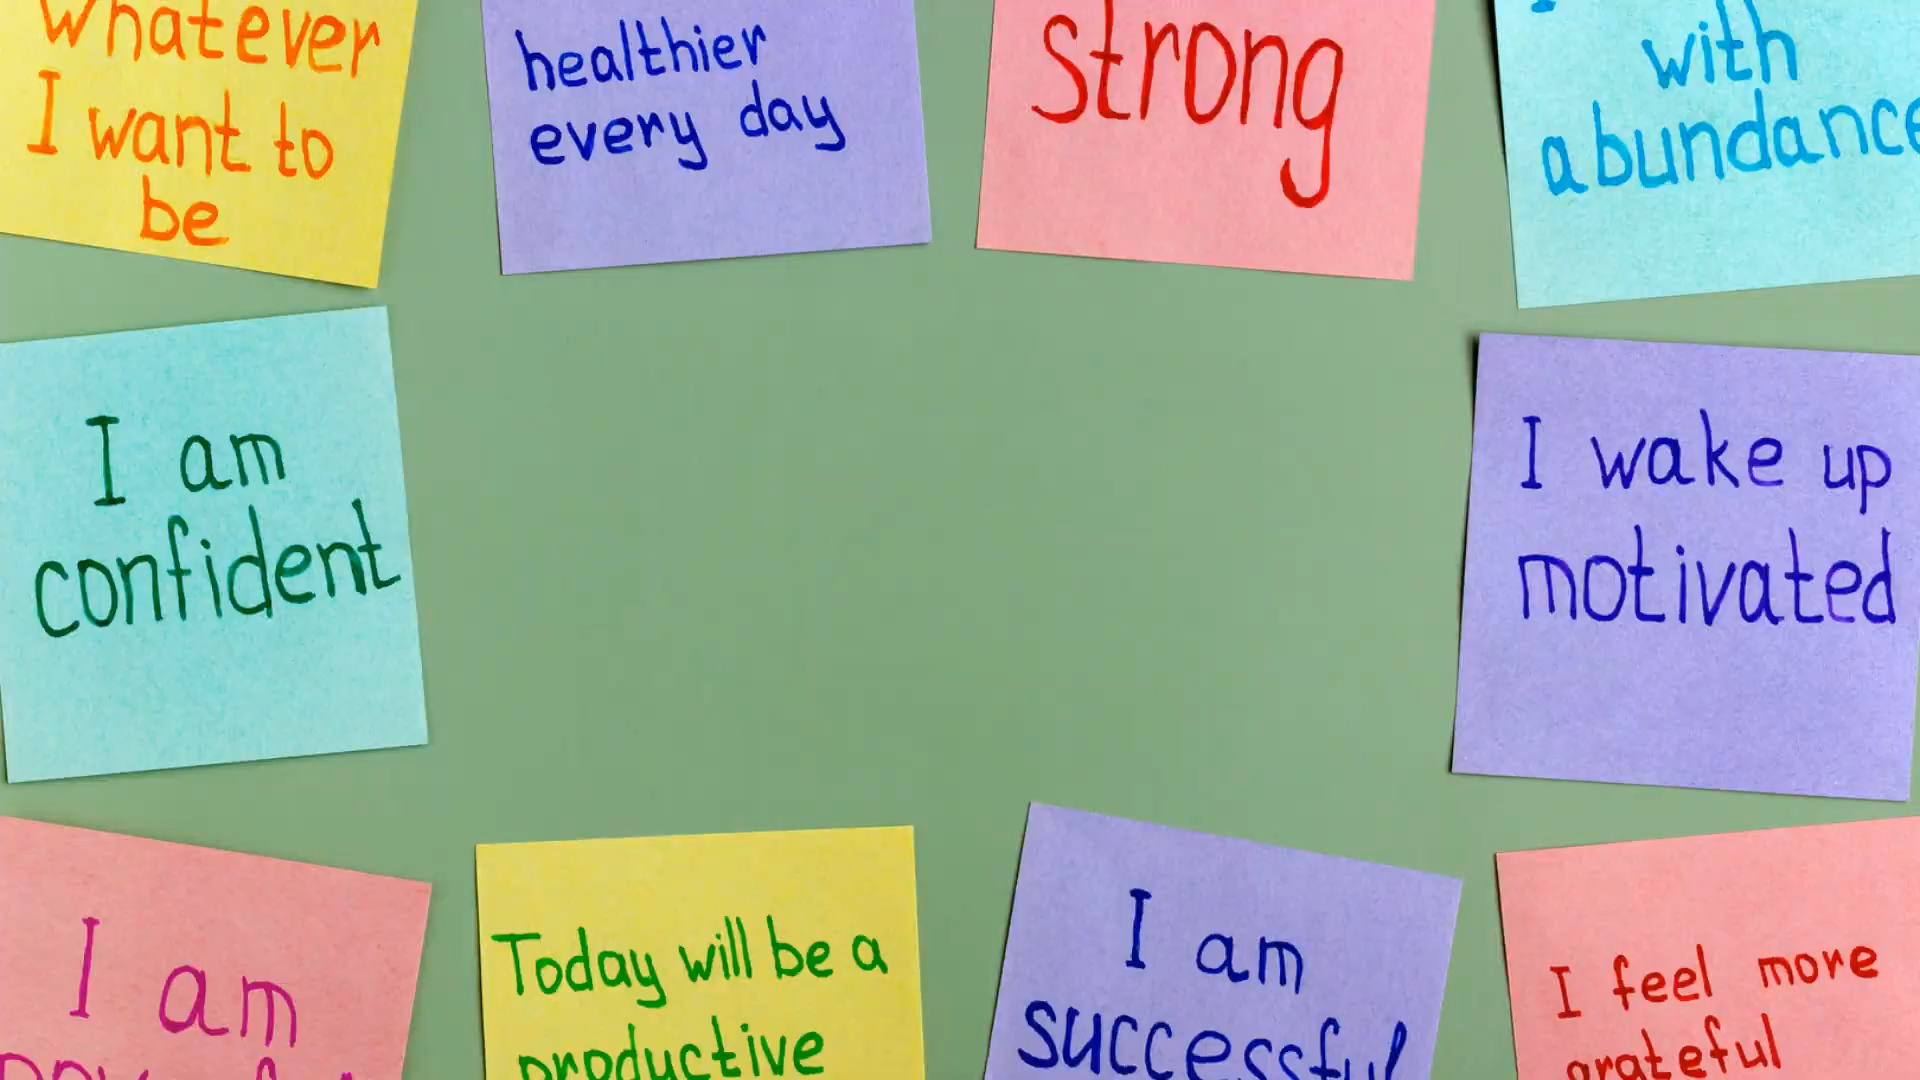 whatever
I want to
be
healthier
every day
strong
with
abundance
I am
confident
I wake up
motivated
I am
Today will be a
productive
I am
successful
I feel more
grateful